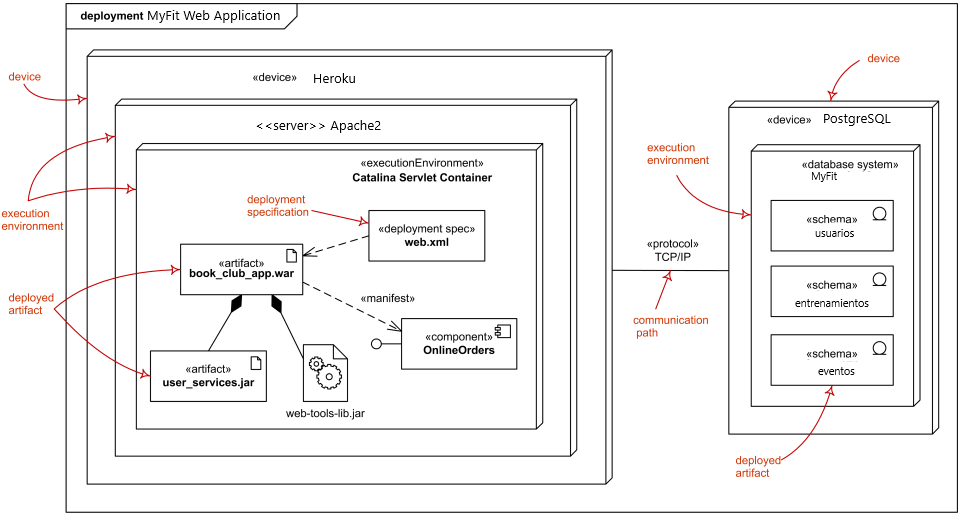 deployment MyFit Web Application
device
«device» Heroku
<<server>> Apache2
execution
environment
«executionEnvironment»
Catalina Servlet Container
deployment
specification
«deployment spec»
web.xml
«artifact»
book_club_app.war
deployed
artifact
«manifest»
«component»
OnlineOrders
«artifact»
user_services.jar
web-tools-lib.jar
«protocol»
TCP/IP
communication
path
device
«device» PostgreSQL
execution
environment
«database system»
MyFit
«schema»
usuarios
«schema»
entrenamientos
«schema»
eventos
deployed
artifact